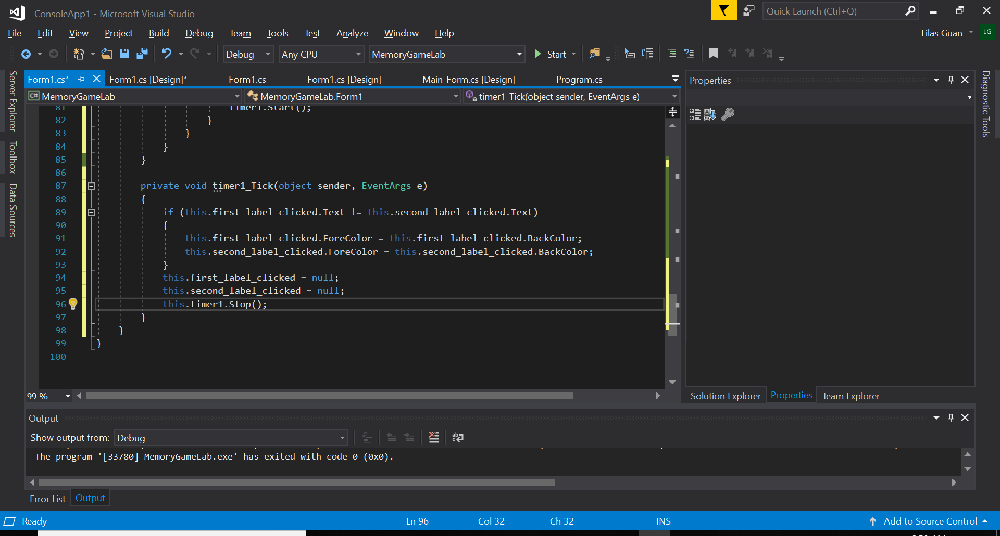 ConsoleApp1 - Microsoft Visual Studio
Quick Launch (Ctrl+Q)
File Edit View Project Build Debug Team Tools Test Analyze Window Help
Lilas Guan LG
Debug Any CPU MemoryGameLab Start
Form1.cs* Form1.cs [Design]* Form1.cs Form1.cs [Design] Main_Form.cs [Design] Program.cs
Properties
C# MemoryGameLab MemoryGameLab.Form1 timer1_Tick(object sender, EventArgs e)
Server Explorer
Toolbox
Data Sources
Diagnostic Tools
81 timer1.Start();
82 }
83 }
84 }
85 }
86
87 private void timer1_Tick(object sender, EventArgs e)
88 {
89 if (this.first_label_clicked.Text != this.second_label_clicked.Text)
90 {
91 this.first_label_clicked.ForeColor = this.first_label_clicked.BackColor;
92 this.second_label_clicked.ForeColor = this.second_label_clicked.BackColor;
93 }
94 this.first_label_clicked = null;
95 this.second_label_clicked = null;
96 this.timer1.Stop();
97 }
98 }
99 }
100
99 %
Solution Explorer Properties Team Explorer
Output
Show output from: Debug
The program '[33780] MemoryGameLab.exe' has exited with code 0 (0x0).
Error List Output
Ready Ln 96 Col 32 Ch 32 INS Add to Source Control